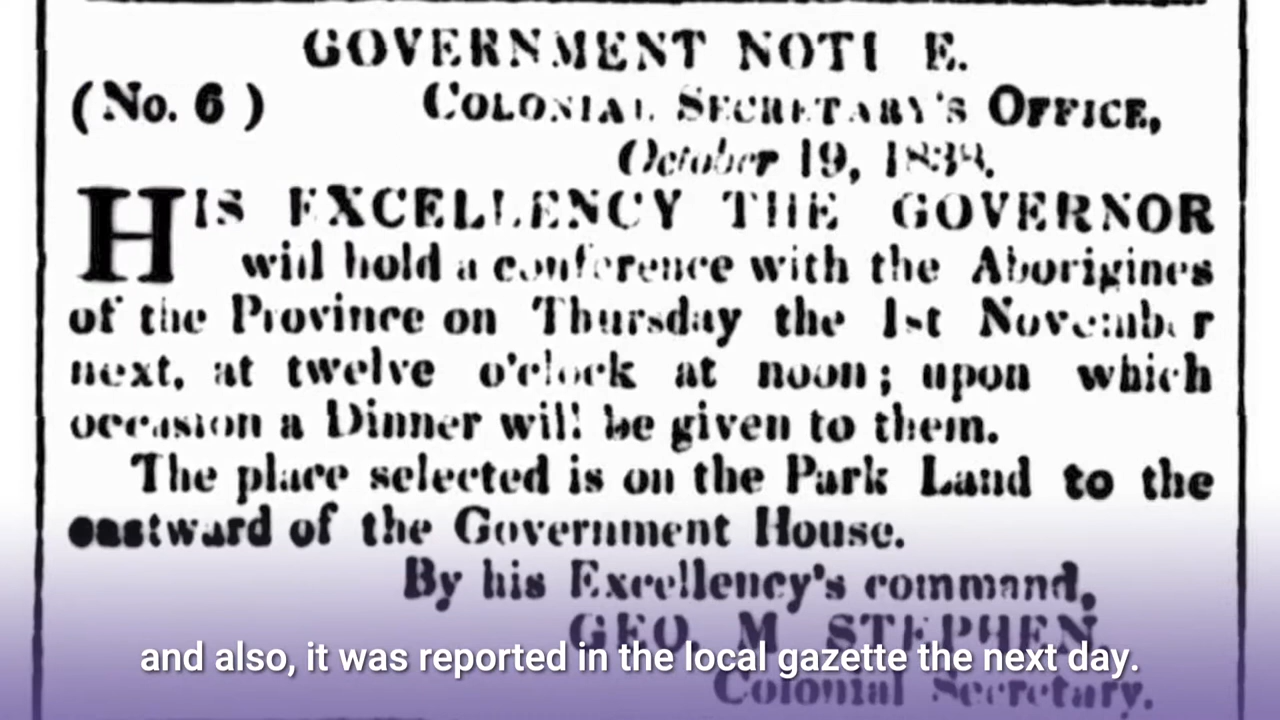 GOVERNMENT NOTI E.
(No. 6 ) COLONIAL SECRETARY'S OFFICE,
October 19, 1838.
HIS EXCELLENCY THE GOVERNOR
will hold a conference with the Aborigines
of the Province on Thursday the 1st November
next, at twelve o'clock at noon; upon which
occasion a Dinner will be given to them.
The place selected is on the Park Land to the
eastward of the Government House.
By his Excellency's command,
GEO M STEPHEN
Colonial Secretary.
and also, it was reported in the local gazette the next day.